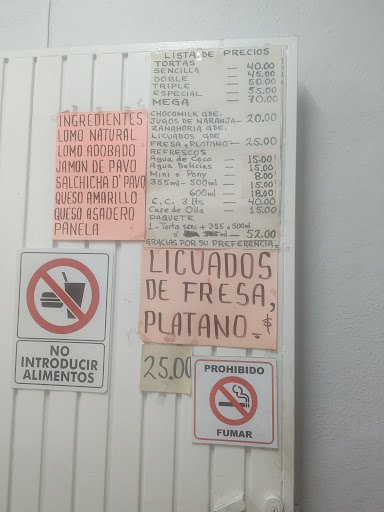 LISTA DE PRECIOS
TORTAS
SENCILLA — 40.00
DOBLE — 45.00
TRIPLE — 50.00
ESPECIAL — 55.00
MEGA — 70.00
CHOCOMILK GDE.
JUGOS DE NARANJA — 20.00
ZANAHORIA GDE.
LICUADOS GDE
FRESA, PLATANO — 25.00
REFRESCOS
Agua de Coco — 15.00
Agua Delicias — 15.00
Mini o Pony — 8.00
355ml - 500ml — 15.00
600ml — 18.00
C.C. 3 lts — 40.00
Cafe de Olla — 15.00
PAQUETE
1 - Torta senc + 355 o 500ml
ó 355ml — 52.00
GRACIAS POR SU PREFERENCIA
INGREDIENTES
LOMO NATURAL
LOMO ADOBADO
JAMON DE PAVO
SALCHICHA D' PAVO
QUESO AMARILLO
QUESO ASADERO
PANELA
LICUADOS
DE FRESA,
PLATANO - $
25.00
NO
INTRODUCIR
ALIMENTOS
PROHIBIDO
FUMAR